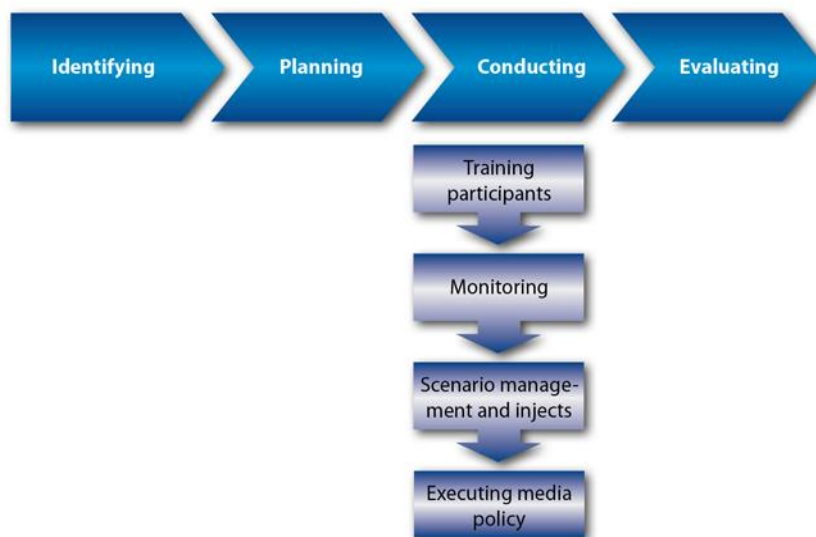 Identifying
Planning
Conducting
Evaluating
Training
participants
Monitoring
Scenario manage-
ment and injects
Executing media
policy